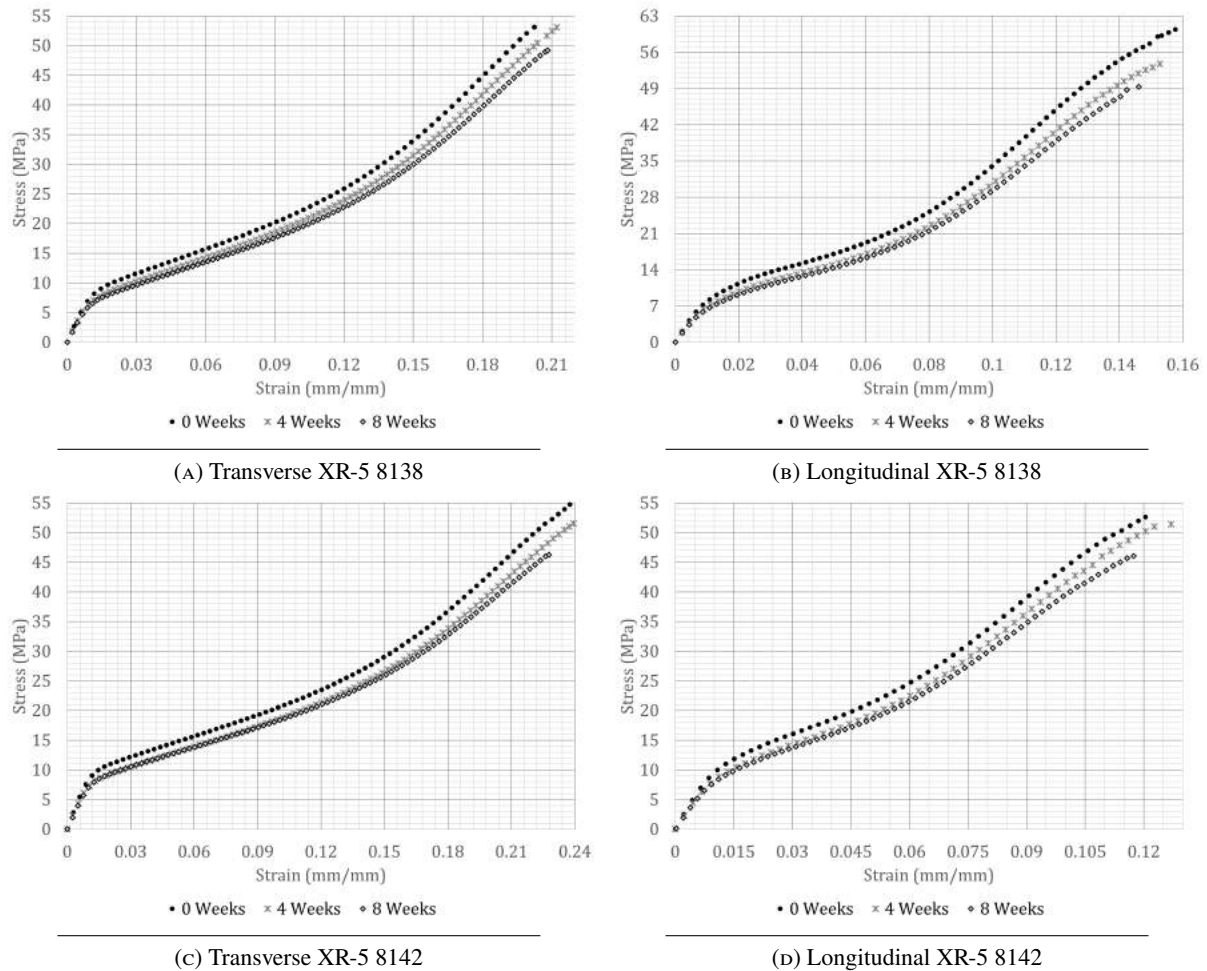 55
50
45
40
35
30
25
20
15
10
5
0
Stress (MPa)
0 0.03 0.06 0.09 0.12 0.15 0.18 0.21
Strain (mm/mm)
• 0 Weeks × 4 Weeks ◇ 8 Weeks
(A) Transverse XR-5 8138
63
56
49
42
35
28
21
14
7
0
Stress (MPa)
0 0.02 0.04 0.06 0.08 0.1 0.12 0.14 0.16
Strain (mm/mm)
• 0 Weeks × 4 Weeks ◇ 8 Weeks
(B) Longitudinal XR-5 8138
55
50
45
40
35
30
25
20
15
10
5
0
Stress (MPa)
0 0.03 0.06 0.09 0.12 0.15 0.18 0.21 0.24
Strain (mm/mm)
• 0 Weeks × 4 Weeks ◇ 8 Weeks
(C) Transverse XR-5 8142
55
50
45
40
35
30
25
20
15
10
5
0
Stress (MPa)
0 0.015 0.03 0.045 0.06 0.075 0.09 0.105 0.12
Strain (mm/mm)
• 0 Weeks × 4 Weeks ◇ 8 Weeks
(D) Longitudinal XR-5 8142